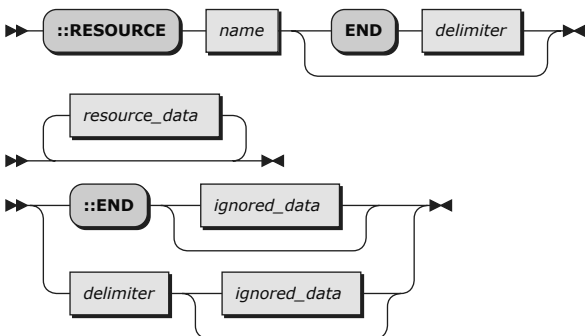 ::RESOURCE name END delimiter
resource_data
::END ignored_data
delimiter ignored_data